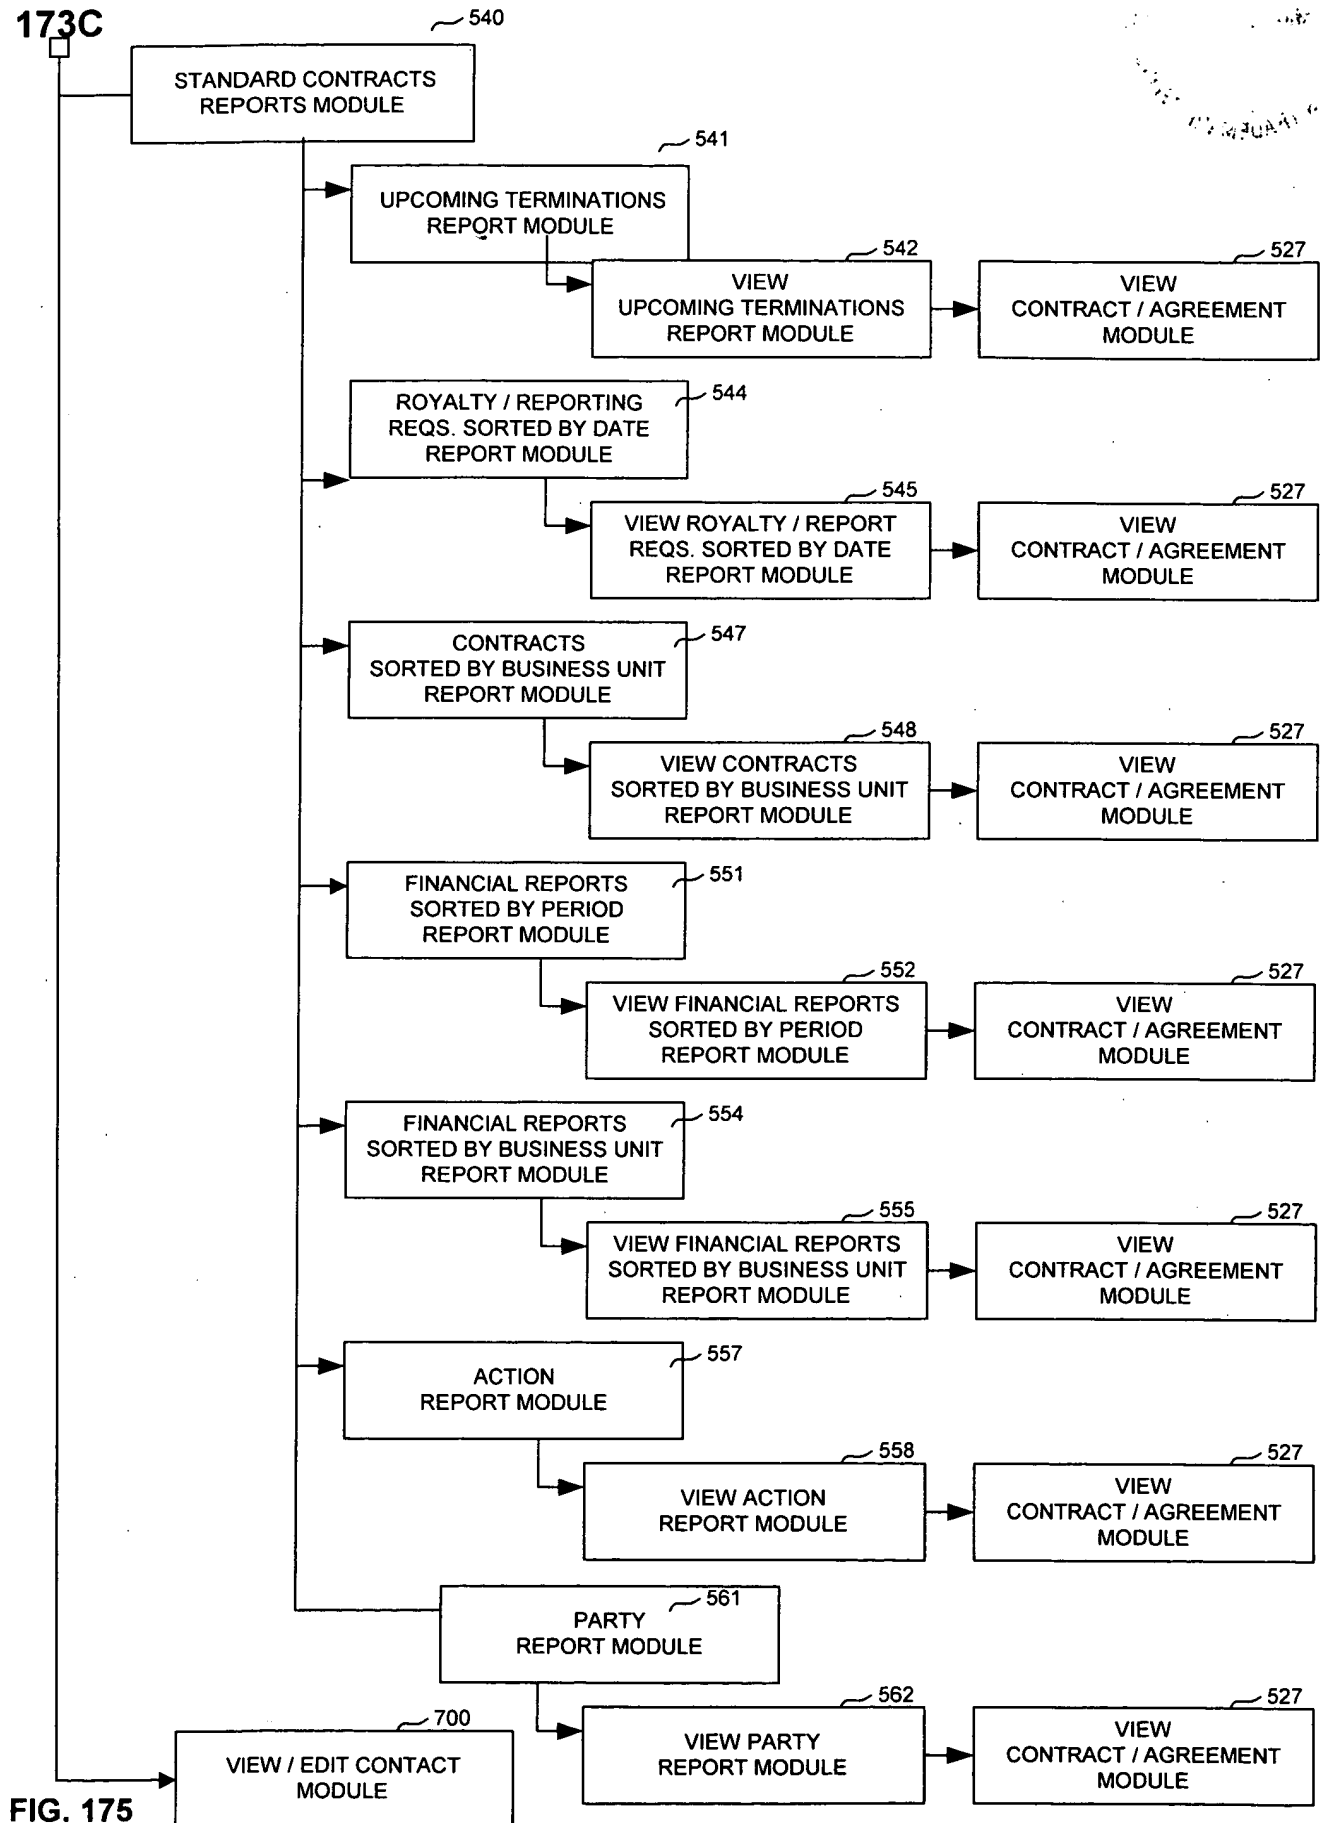 173C
540
STANDARD CONTRACTS
REPORTS MODULE
541
UPCOMING TERMINATIONS
REPORT MODULE
542
VIEW
UPCOMING TERMINATIONS
REPORT MODULE
527
VIEW
CONTRACT / AGREEMENT
MODULE
544
ROYALTY / REPORTING
REQS. SORTED BY DATE
REPORT MODULE
545
VIEW ROYALTY / REPORT
REQS. SORTED BY DATE
REPORT MODULE
527
VIEW
CONTRACT / AGREEMENT
MODULE
547
CONTRACTS
SORTED BY BUSINESS UNIT
REPORT MODULE
548
VIEW CONTRACTS
SORTED BY BUSINESS UNIT
REPORT MODULE
527
VIEW
CONTRACT / AGREEMENT
MODULE
551
FINANCIAL REPORTS
SORTED BY PERIOD
REPORT MODULE
552
VIEW FINANCIAL REPORTS
SORTED BY PERIOD
REPORT MODULE
527
VIEW
CONTRACT / AGREEMENT
MODULE
554
FINANCIAL REPORTS
SORTED BY BUSINESS UNIT
REPORT MODULE
555
VIEW FINANCIAL REPORTS
SORTED BY BUSINESS UNIT
REPORT MODULE
527
VIEW
CONTRACT / AGREEMENT
MODULE
557
ACTION
REPORT MODULE
558
VIEW ACTION
REPORT MODULE
527
VIEW
CONTRACT / AGREEMENT
MODULE
561
PARTY
REPORT MODULE
562
VIEW PARTY
REPORT MODULE
527
VIEW
CONTRACT / AGREEMENT
MODULE
700
VIEW / EDIT CONTACT
MODULE
FIG. 175